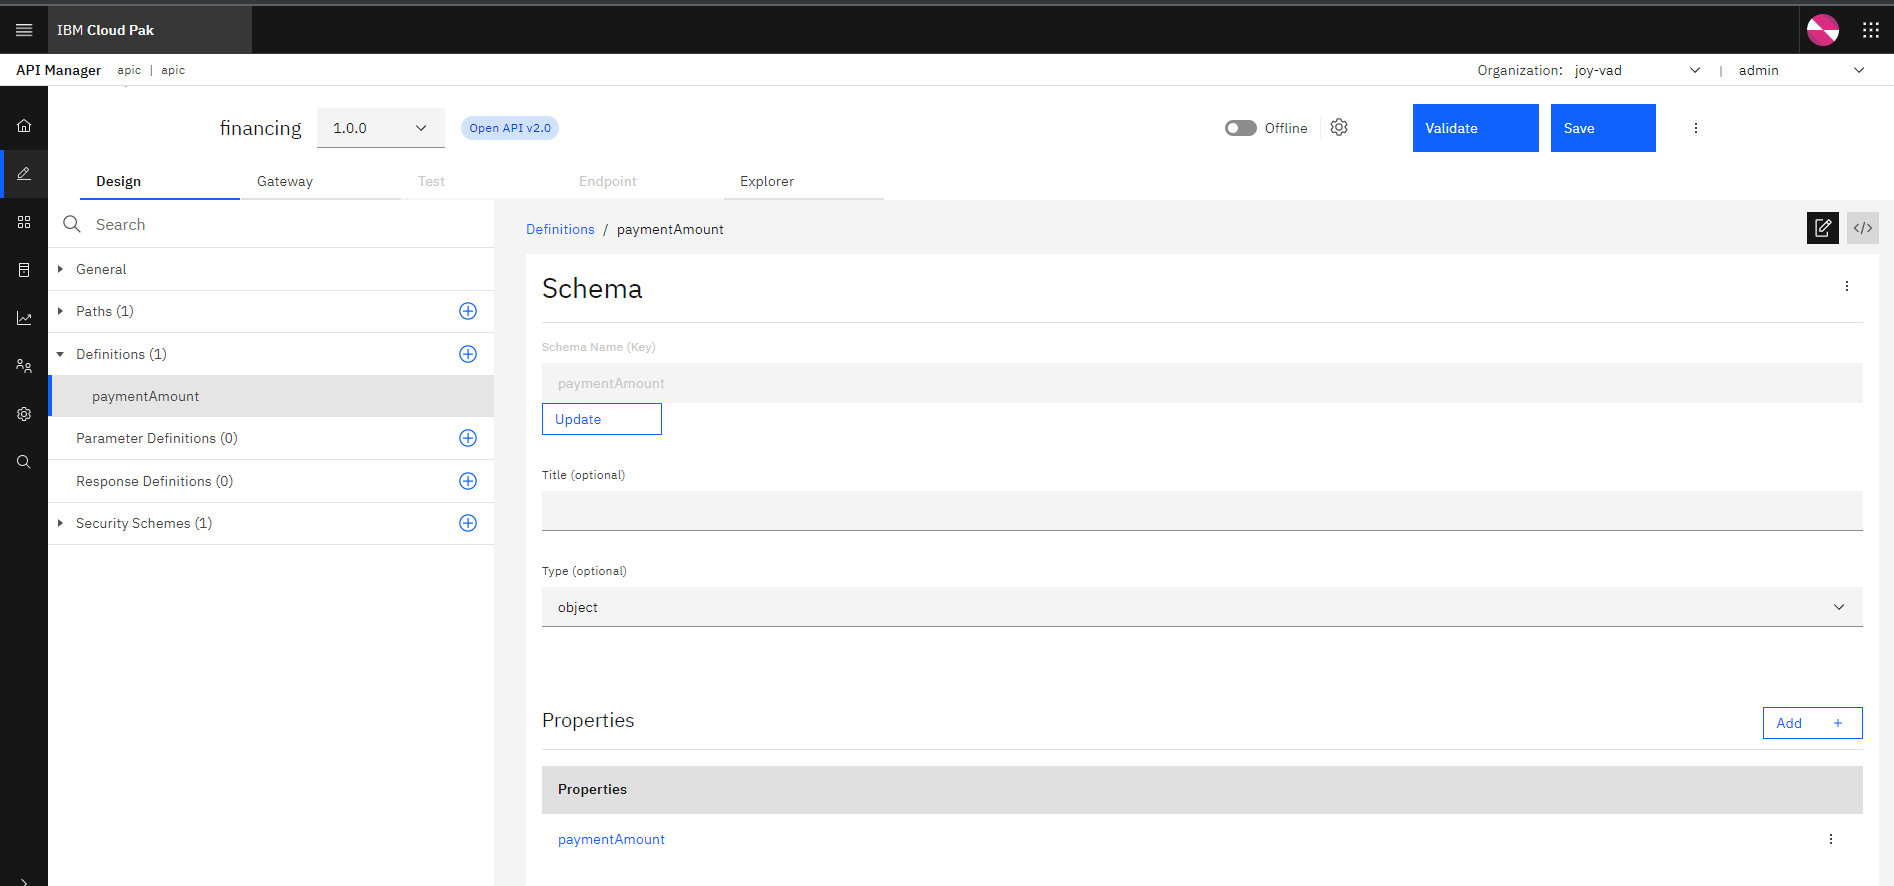 IBM Cloud Pak
API Manager apic | apic Organization: joy-vad | admin
financing 1.0.0 Open API v2.0 Offline Validate Save
Design Gateway Test Endpoint Explorer
Search
General
Paths (1)
Definitions (1)
paymentAmount
Parameter Definitions (0)
Response Definitions (0)
Security Schemes (1)
Definitions / paymentAmount
Schema
Schema Name (Key)
paymentAmount
Update
Title (optional)
Type (optional)
object
Properties Add +
Properties
paymentAmount